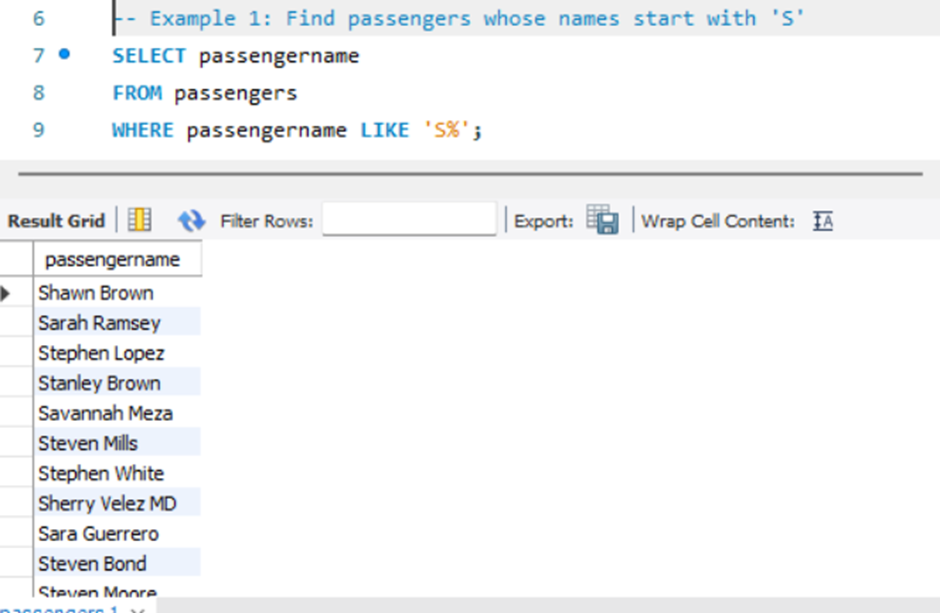 6 -- Example 1: Find passengers whose names start with 'S'
7 SELECT passengername
8 FROM passengers
9 WHERE passengername LIKE 'S%';
Result Grid Filter Rows: Export: Wrap Cell Content: IA
passengername
Shawn Brown
Sarah Ramsey
Stephen Lopez
Stanley Brown
Savannah Meza
Steven Mills
Stephen White
Sherry Velez MD
Sara Guerrero
Steven Bond
Steven Moore
passengers 1